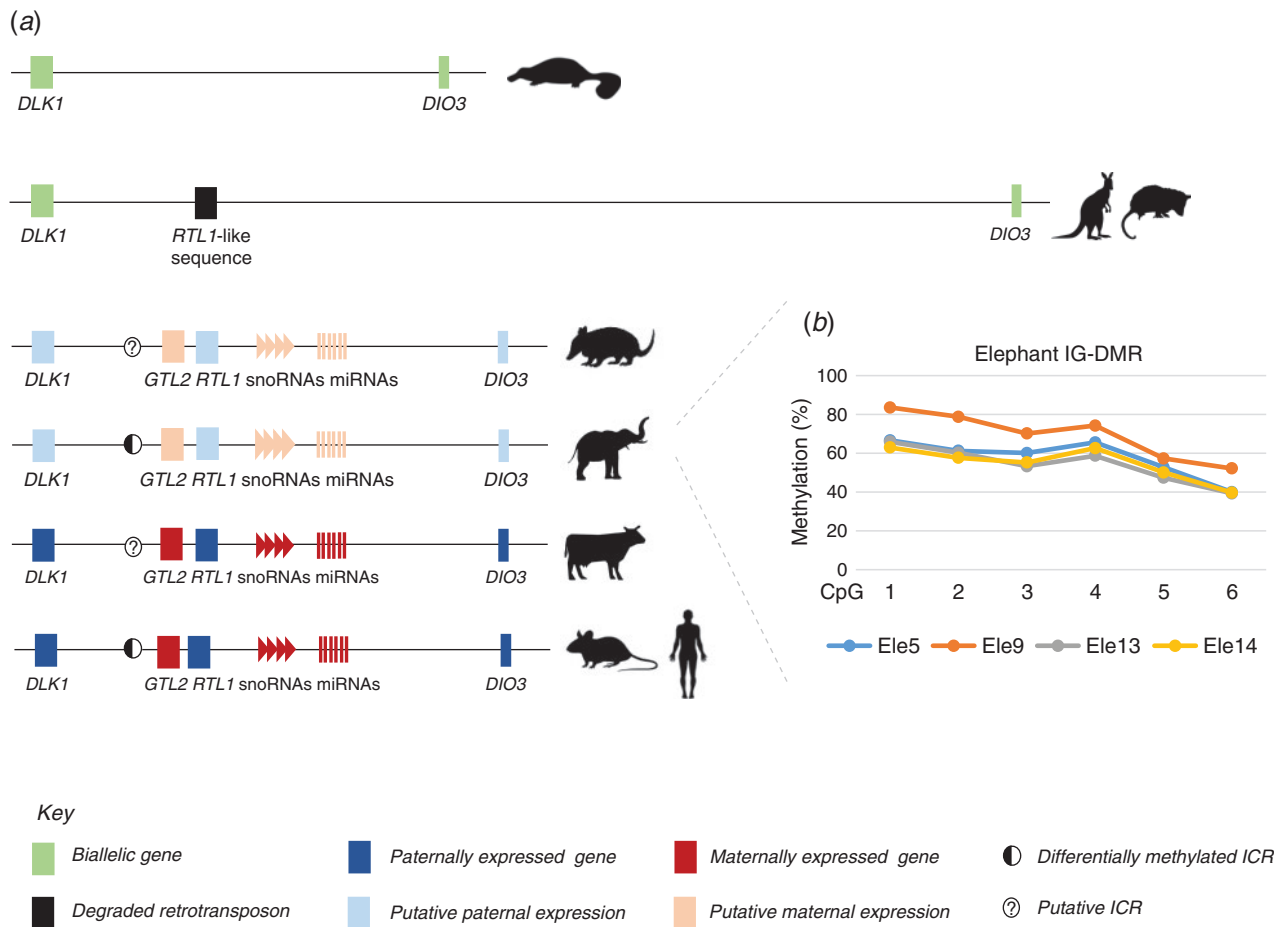 (a)
DLK1 DIO3
DLK1 RTL1-like sequence DIO3
DLK1 ? GTL2 RTL1 snoRNAs miRNAs DIO3
DLK1 GTL2 RTL1 snoRNAs miRNAs DIO3
DLK1 ? GTL2 RTL1 snoRNAs miRNAs DIO3
DLK1 GTL2 RTL1 snoRNAs miRNAs DIO3
(b)
Elephant IG-DMR
Methylation (%)
100
80
60
40
20
0
CpG 1 2 3 4 5 6
Ele5 Ele9 Ele13 Ele14
Key
Biallelic gene
Paternally expressed gene
Maternally expressed gene
Differentially methylated ICR
Degraded retrotransposon
Putative paternal expression
Putative maternal expression
? Putative ICR